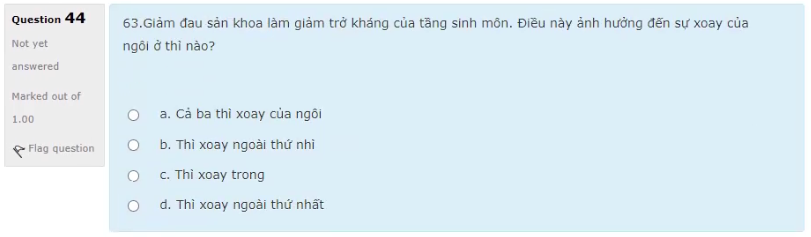 Question 44
Not yet
answered
Marked out of
1.00
Flag question
63.Giảm đau sản khoa làm giảm trở kháng của tầng sinh môn. Điều này ảnh hưởng đến sự xoay của
ngôi ở thì nào?
a. Cả ba thì xoay của ngôi
b. Thì xoay ngoài thứ nhì
c. Thì xoay trong
d. Thì xoay ngoài thứ nhất